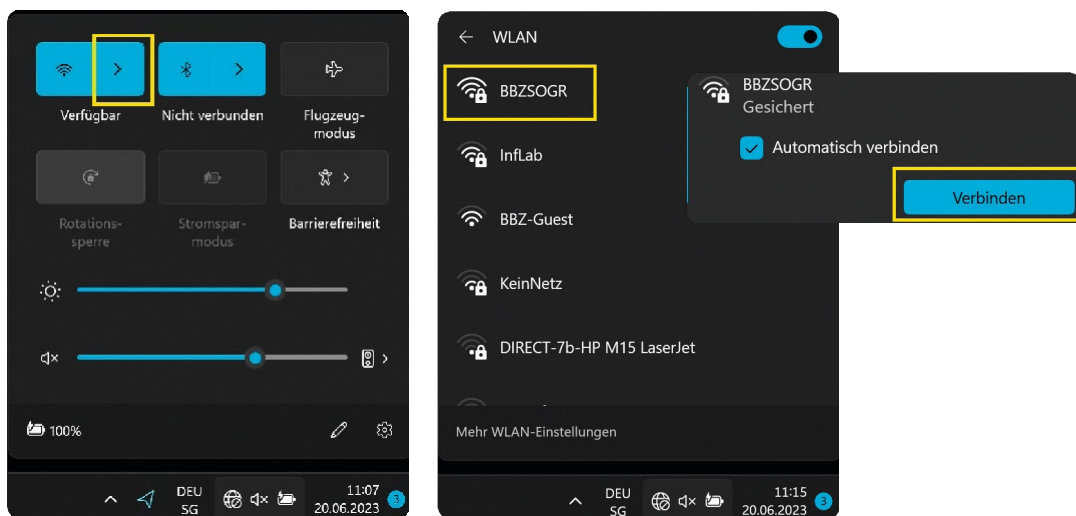 Verfügbar
Nicht verbunden
Flugzeug-
modus
Rotations-
sperre
Stromspar-
modus
Barrierefreiheit
100%
DEU
SG
11:07
20.06.2023
3
WLAN
BBZSOGR
InfLab
BBZ-Guest
KeinNetz
DIRECT-7b-HP M15 LaserJet
Mehr WLAN-Einstellungen
DEU
SG
11:15
20.06.2023
3
BBZSOGR
Gesichert
Automatisch verbinden
Verbinden